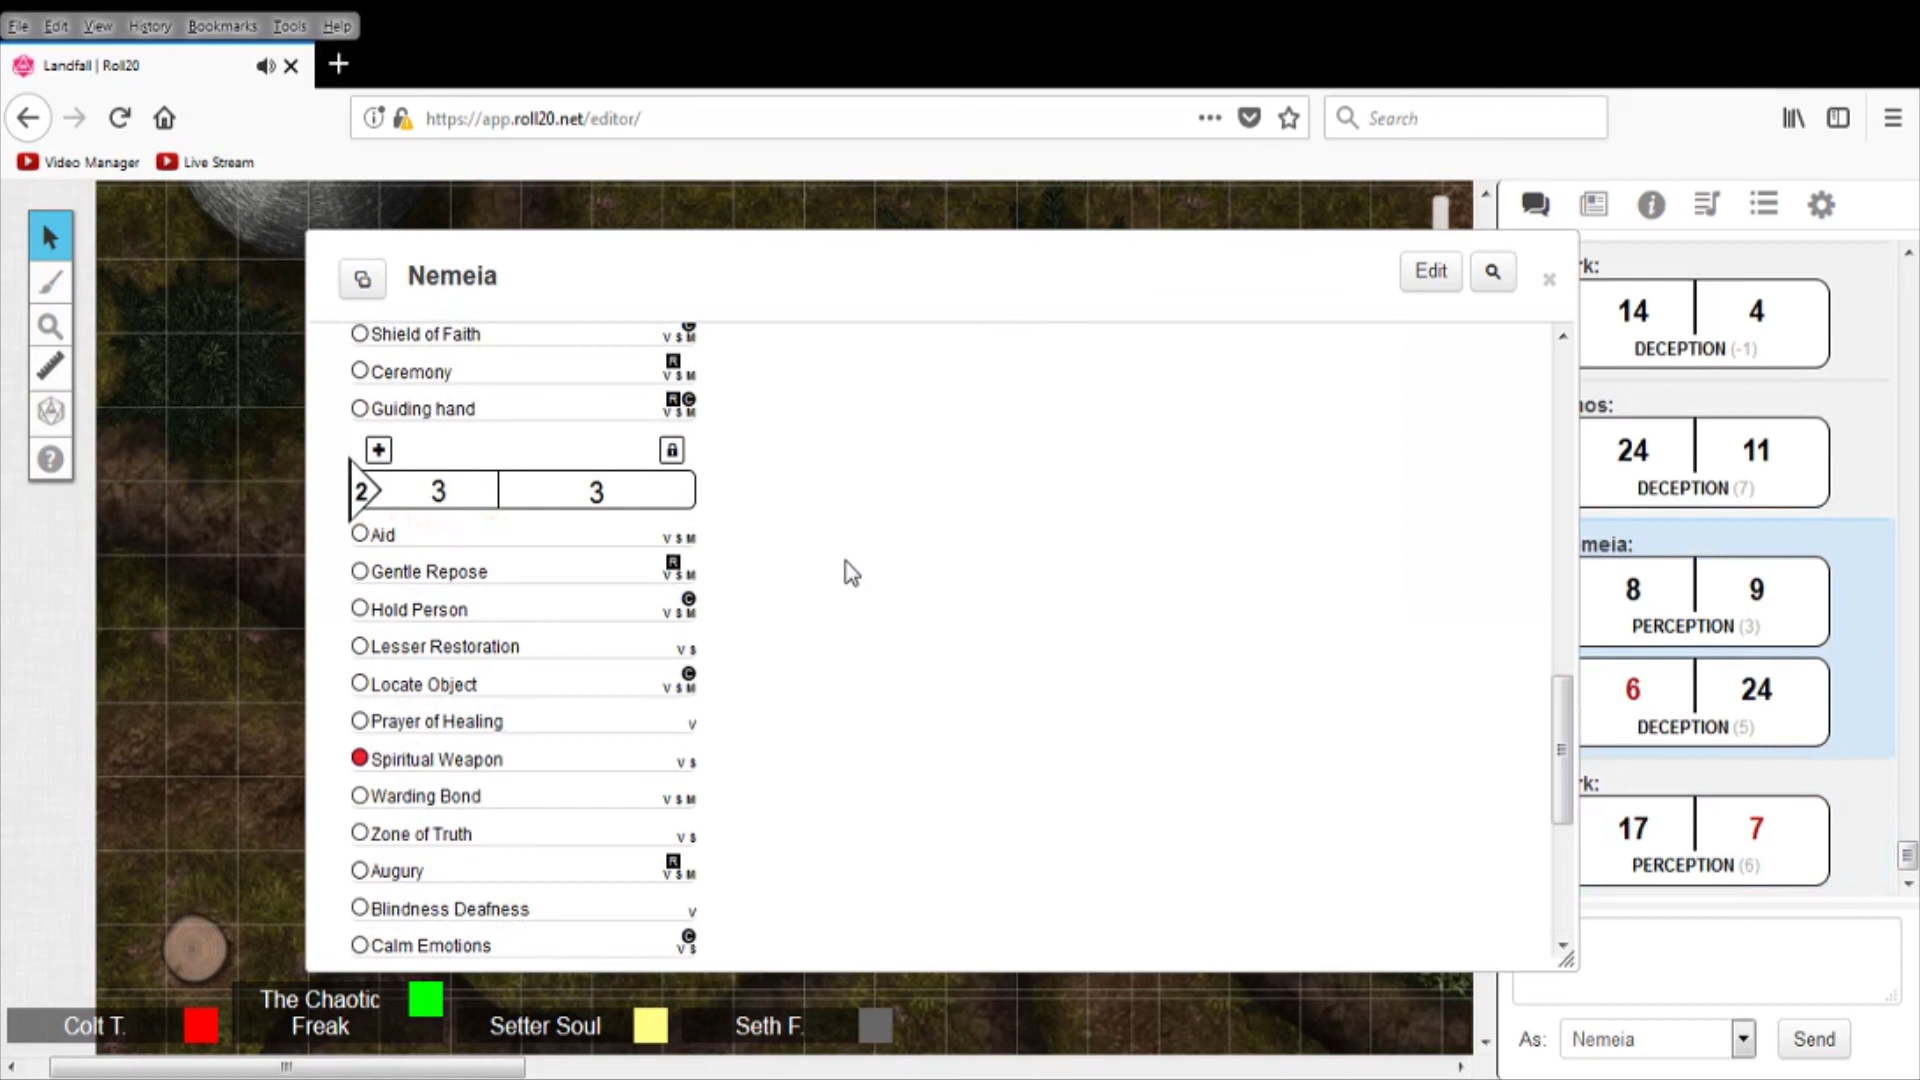 File Edit View History Bookmarks Tools Help
Landfall | Roll20
https://app.roll20.net/editor/
Search
Video Manager Live Stream
Nemeia
Edit
Shield of Faith V S M C
Ceremony R V S M
Guiding hand R C V S M
2 3 3
Aid V S M
Gentle Repose R V S M
Hold Person C V S M
Lesser Restoration V S
Locate Object C V S M
Prayer of Healing V
Spiritual Weapon V S
Warding Bond V S M
Zone of Truth V S
Augury R V S M
Blindness Deafness V
Calm Emotions C V S
rk:
14 4
DECEPTION (-1)
nos:
24 11
DECEPTION (7)
meia:
8 9
PERCEPTION (3)
6 24
DECEPTION (5)
rk:
17 7
PERCEPTION (6)
Colt T.
The Chaotic
Freak
Setter Soul
Seth F.
As: Nemeia Send